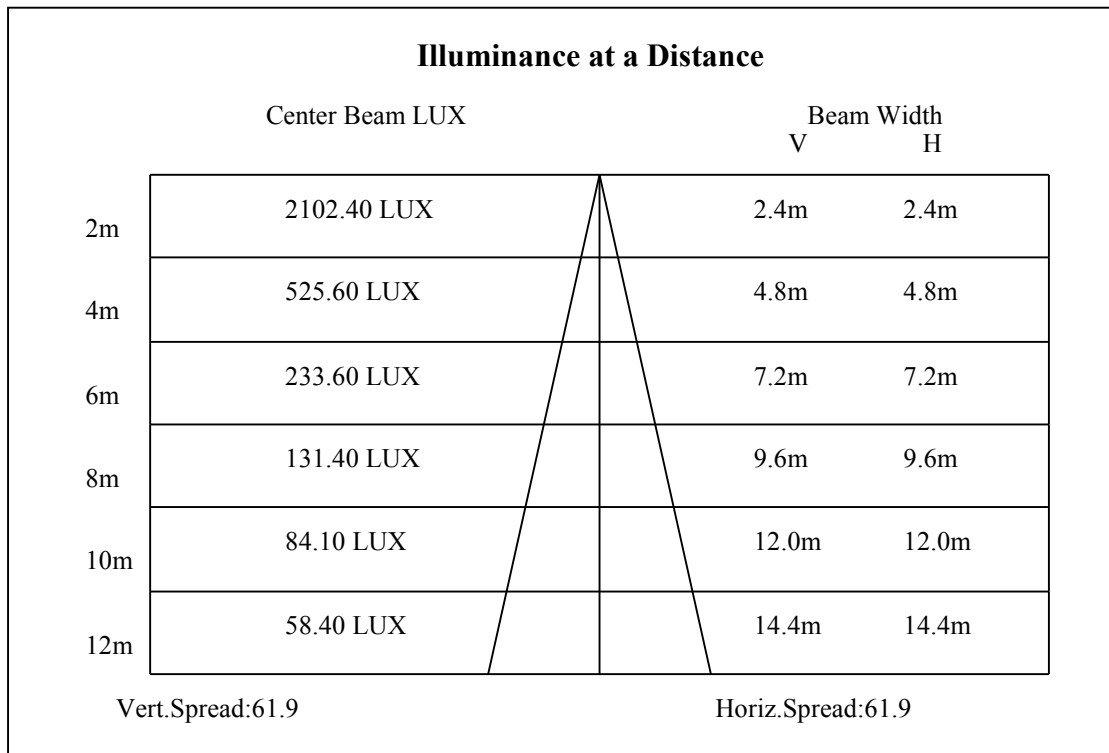 Illuminance at a Distance
Center Beam LUX Beam Width
V H
2m 2102.40 LUX 2.4m 2.4m
4m 525.60 LUX 4.8m 4.8m
6m 233.60 LUX 7.2m 7.2m
8m 131.40 LUX 9.6m 9.6m
10m 84.10 LUX 12.0m 12.0m
12m 58.40 LUX 14.4m 14.4m
Vert.Spread:61.9 Horiz.Spread:61.9